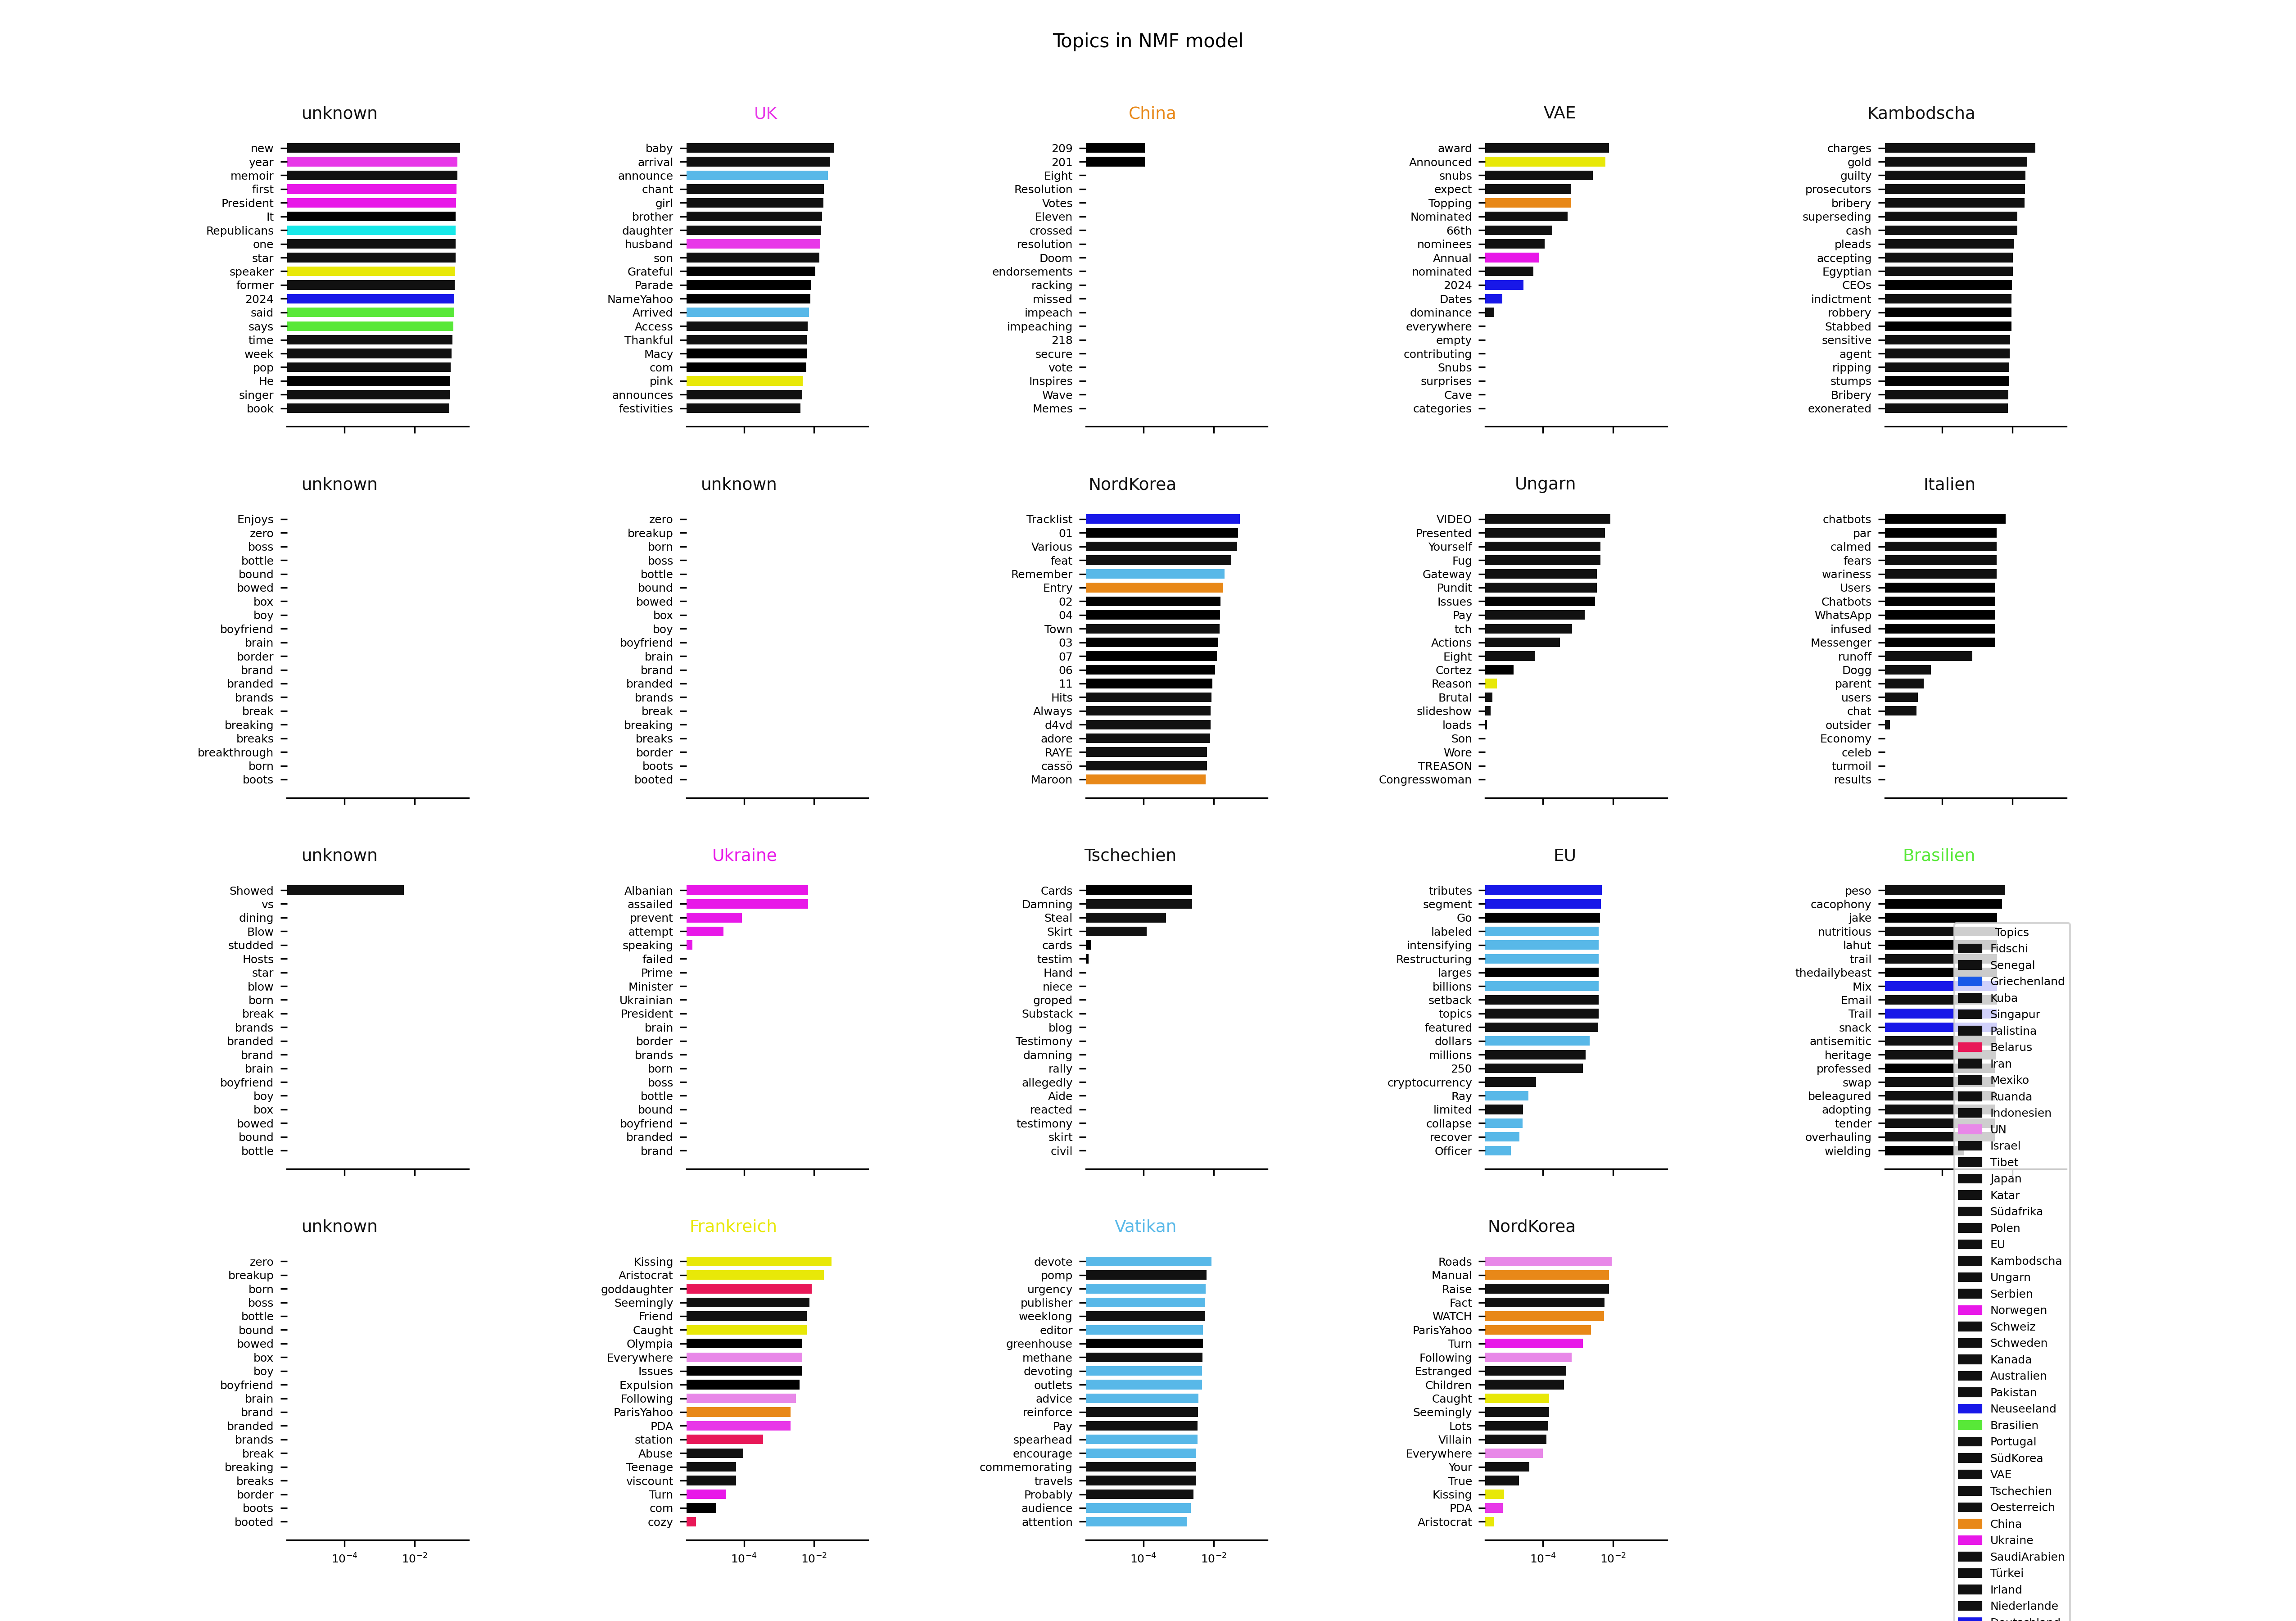 Topics in NMF model
unknown
new
year
memoir
first
President
It
Republicans
one
star
speaker
former
2024
said
says
time
week
pop
He
singer
book
UK
baby
arrival
announce
chant
girl
brother
daughter
husband
son
Grateful
Parade
NameYahoo
Arrived
Access
Thankful
Macy
com
pink
announces
festivities
China
209
201
Eight
Resolution
Votes
Eleven
crossed
resolution
Doom
endorsements
racking
missed
impeach
impeaching
218
secure
vote
Inspires
Wave
Memes
VAE
award
Announced
snubs
expect
Topping
Nominated
66th
nominees
Annual
nominated
2024
Dates
dominance
everywhere
empty
contributing
Snubs
surprises
Cave
categories
Kambodscha
charges
gold
guilty
prosecutors
bribery
superseding
cash
pleads
accepting
Egyptian
CEOs
indictment
robbery
Stabbed
sensitive
agent
ripping
stumps
Bribery
exonerated
unknown
Enjoys
zero
boss
bottle
bound
bowed
box
boy
boyfriend
brain
border
brand
branded
brands
break
breaking
breaks
breakthrough
born
boots
unknown
zero
breakup
born
boss
bottle
bound
bowed
box
boy
boyfriend
brain
brand
branded
brands
break
breaking
breaks
border
boots
booted
NordKorea
Tracklist
01
Various
feat
Remember
Entry
02
04
Town
03
07
06
11
Hits
Always
d4vd
adore
RAYE
cassö
Maroon
Ungarn
VIDEO
Presented
Yourself
Fug
Gateway
Pundit
Issues
Pay
tch
Actions
Eight
Cortez
Reason
Brutal
slideshow
loads
Son
Wore
TREASON
Congresswoman
Italien
chatbots
par
calmed
fears
wariness
Users
Chatbots
WhatsApp
infused
Messenger
runoff
Dogg
parent
users
chat
outsider
Economy
celeb
turmoil
results
unknown
Showed
vs
dining
Blow
studded
Hosts
star
blow
born
break
brands
branded
brand
brain
boyfriend
boy
box
bowed
bound
bottle
Ukraine
Albanian
assailed
prevent
attempt
speaking
failed
Prime
Minister
Ukrainian
President
brain
border
brands
born
boss
bottle
bound
boyfriend
branded
brand
Tschechien
Cards
Damning
Steal
Skirt
cards
testim
Hand
niece
groped
Substack
blog
Testimony
damning
rally
allegedly
Aide
reacted
testimony
skirt
civil
EU
tributes
segment
Go
labeled
intensifying
Restructuring
larges
billions
setback
topics
featured
dollars
millions
250
cryptocurrency
Ray
limited
collapse
recover
Officer
Brasilien
peso
cacophony
jake
nutritious
lahut
trail
thedailybeast
Mix
Email
Trail
snack
antisemitic
heritage
professed
swap
beleagured
adopting
tender
overhauling
wielding
unknown
zero
breakup
born
boss
bottle
bound
bowed
box
boy
boyfriend
brain
brand
branded
brands
break
breaking
breaks
border
boots
booted
10⁻⁴ 10⁻²
Frankreich
Kissing
Aristocrat
goddaughter
Seemingly
Friend
Caught
Olympia
Everywhere
Issues
Expulsion
Following
ParisYahoo
PDA
station
Abuse
Teenage
viscount
Turn
com
cozy
10⁻⁴ 10⁻²
Vatikan
devote
pomp
urgency
publisher
weeklong
editor
greenhouse
methane
devoting
outlets
advice
reinforce
Pay
spearhead
encourage
commemorating
travels
Probably
audience
attention
10⁻⁴ 10⁻²
NordKorea
Roads
Manual
Raise
Fact
WATCH
ParisYahoo
Turn
Following
Estranged
Children
Caught
Seemingly
Lots
Villain
Everywhere
Your
True
Kissing
PDA
Aristocrat
10⁻⁴ 10⁻²
Topics
Fidschi
Senegal
Griechenland
Kuba
Singapur
Palistina
Belarus
Iran
Mexiko
Ruanda
Indonesien
UN
Israel
Tibet
Japan
Katar
Südafrika
Polen
EU
Kambodscha
Ungarn
Serbien
Norwegen
Schweiz
Schweden
Kanada
Australien
Pakistan
Neuseeland
Brasilien
Portugal
SüdKorea
VAE
Tschechien
Oesterreich
China
Ukraine
SaudiArabien
Türkei
Irland
Niederlande
Deutschland